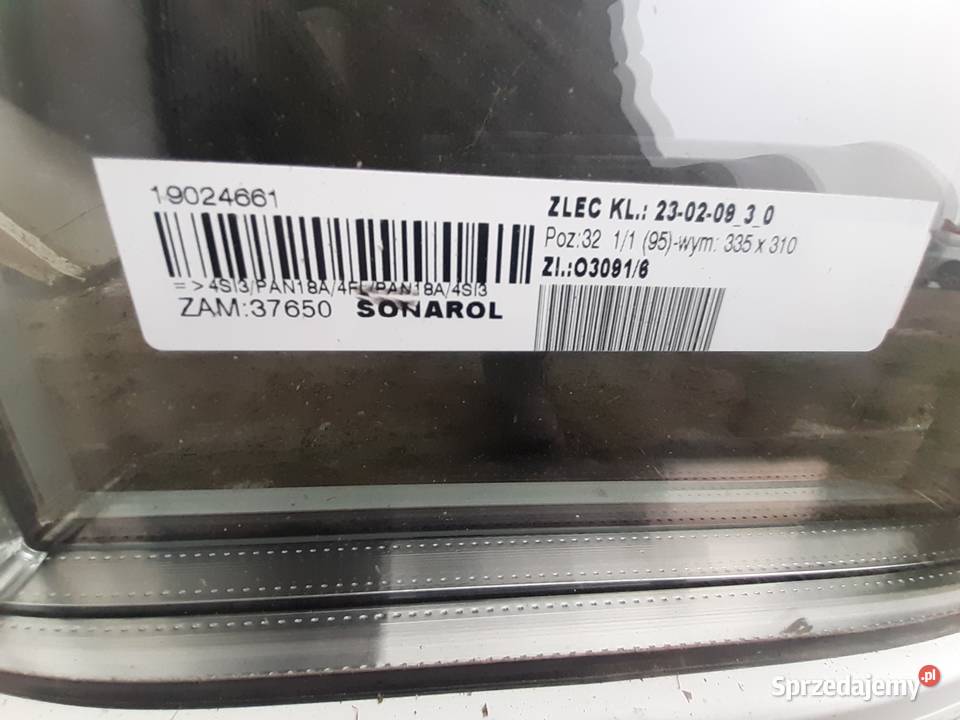 19024661
=>4SI3/PAN18A/4FL/PAN18A/4SI3
ZAM:37650 SONAROL
ZLEC KL.: 23-02-09_3_0
Poz:32 1/1 (95)-wym: 335 x 310
Zl.:O3091/6
Sprzedajemy.pl